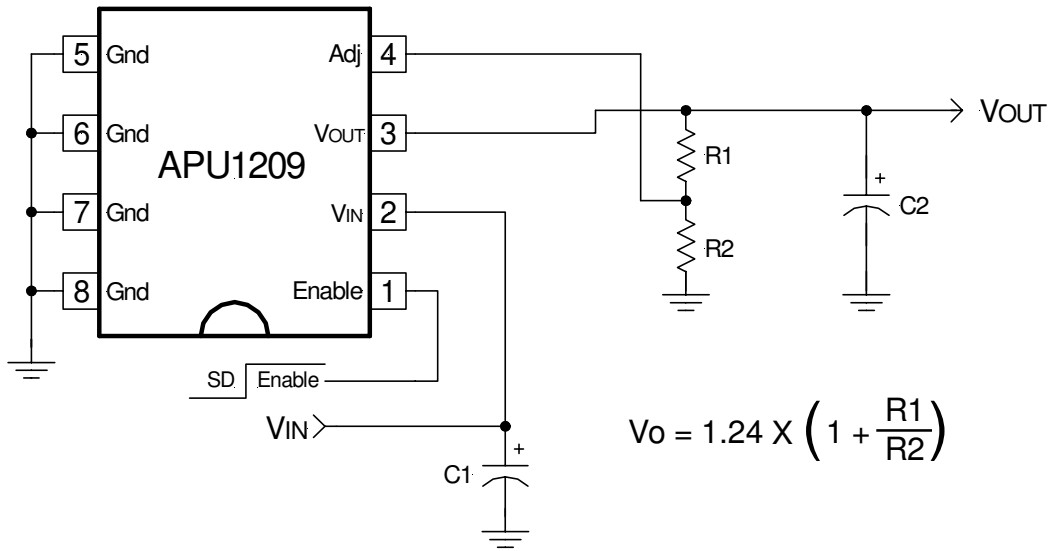 5 Gnd
Adj 4
6 Gnd
VOUT 3
VOUT
R1
APU1209
7 Gnd
VIN 2
C2
+
R2
8 Gnd
Enable 1
SD Enable
VIN
Vo = 1.24 X ( 1 + R1/R2 )
+
C1